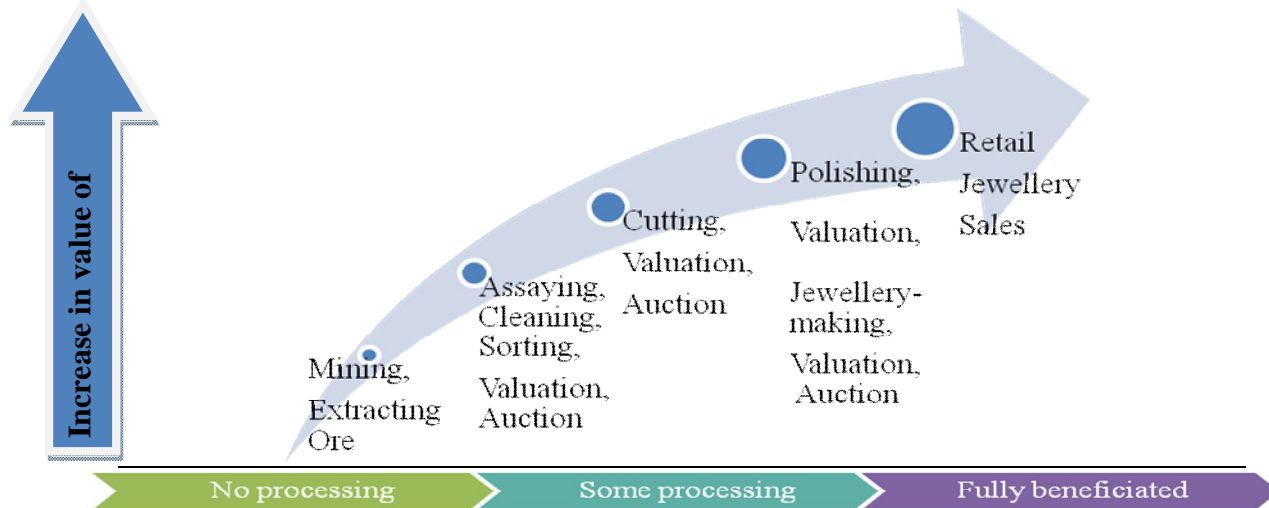 Increase in value of
Mining,
Extracting
Ore
Assaying,
Cleaning,
Sorting,
Valuation,
Auction
Cutting,
Valuation,
Auction
Polishing,
Valuation,
Jewellery-
making,
Valuation,
Auction
Retail
Jewellery
Sales
No processing
Some processing
Fully beneficiated